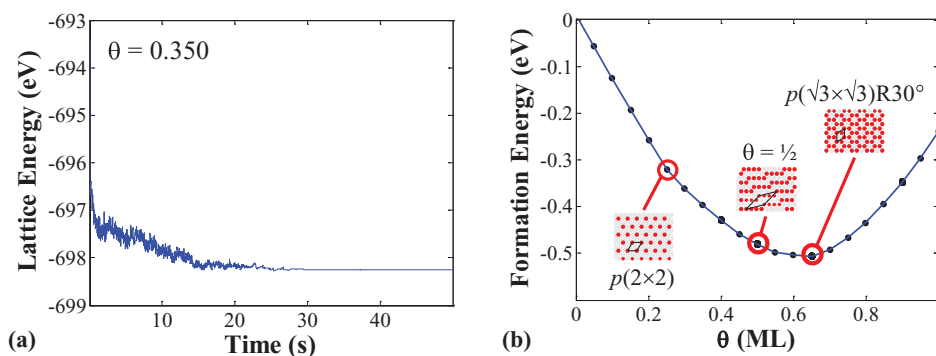 -693
-694
-695
-696
-697
-698
-699
θ = 0.350
Lattice Energy (eV)
10
20
30
40
Time (s)
(a)
0
-0.1
-0.2
-0.3
-0.4
-0.5
Formation Energy (eV)
p(√3×√3)R30°
θ = ½
p(2×2)
0
0.2
0.4
0.6
0.8
θ (ML)
(b)